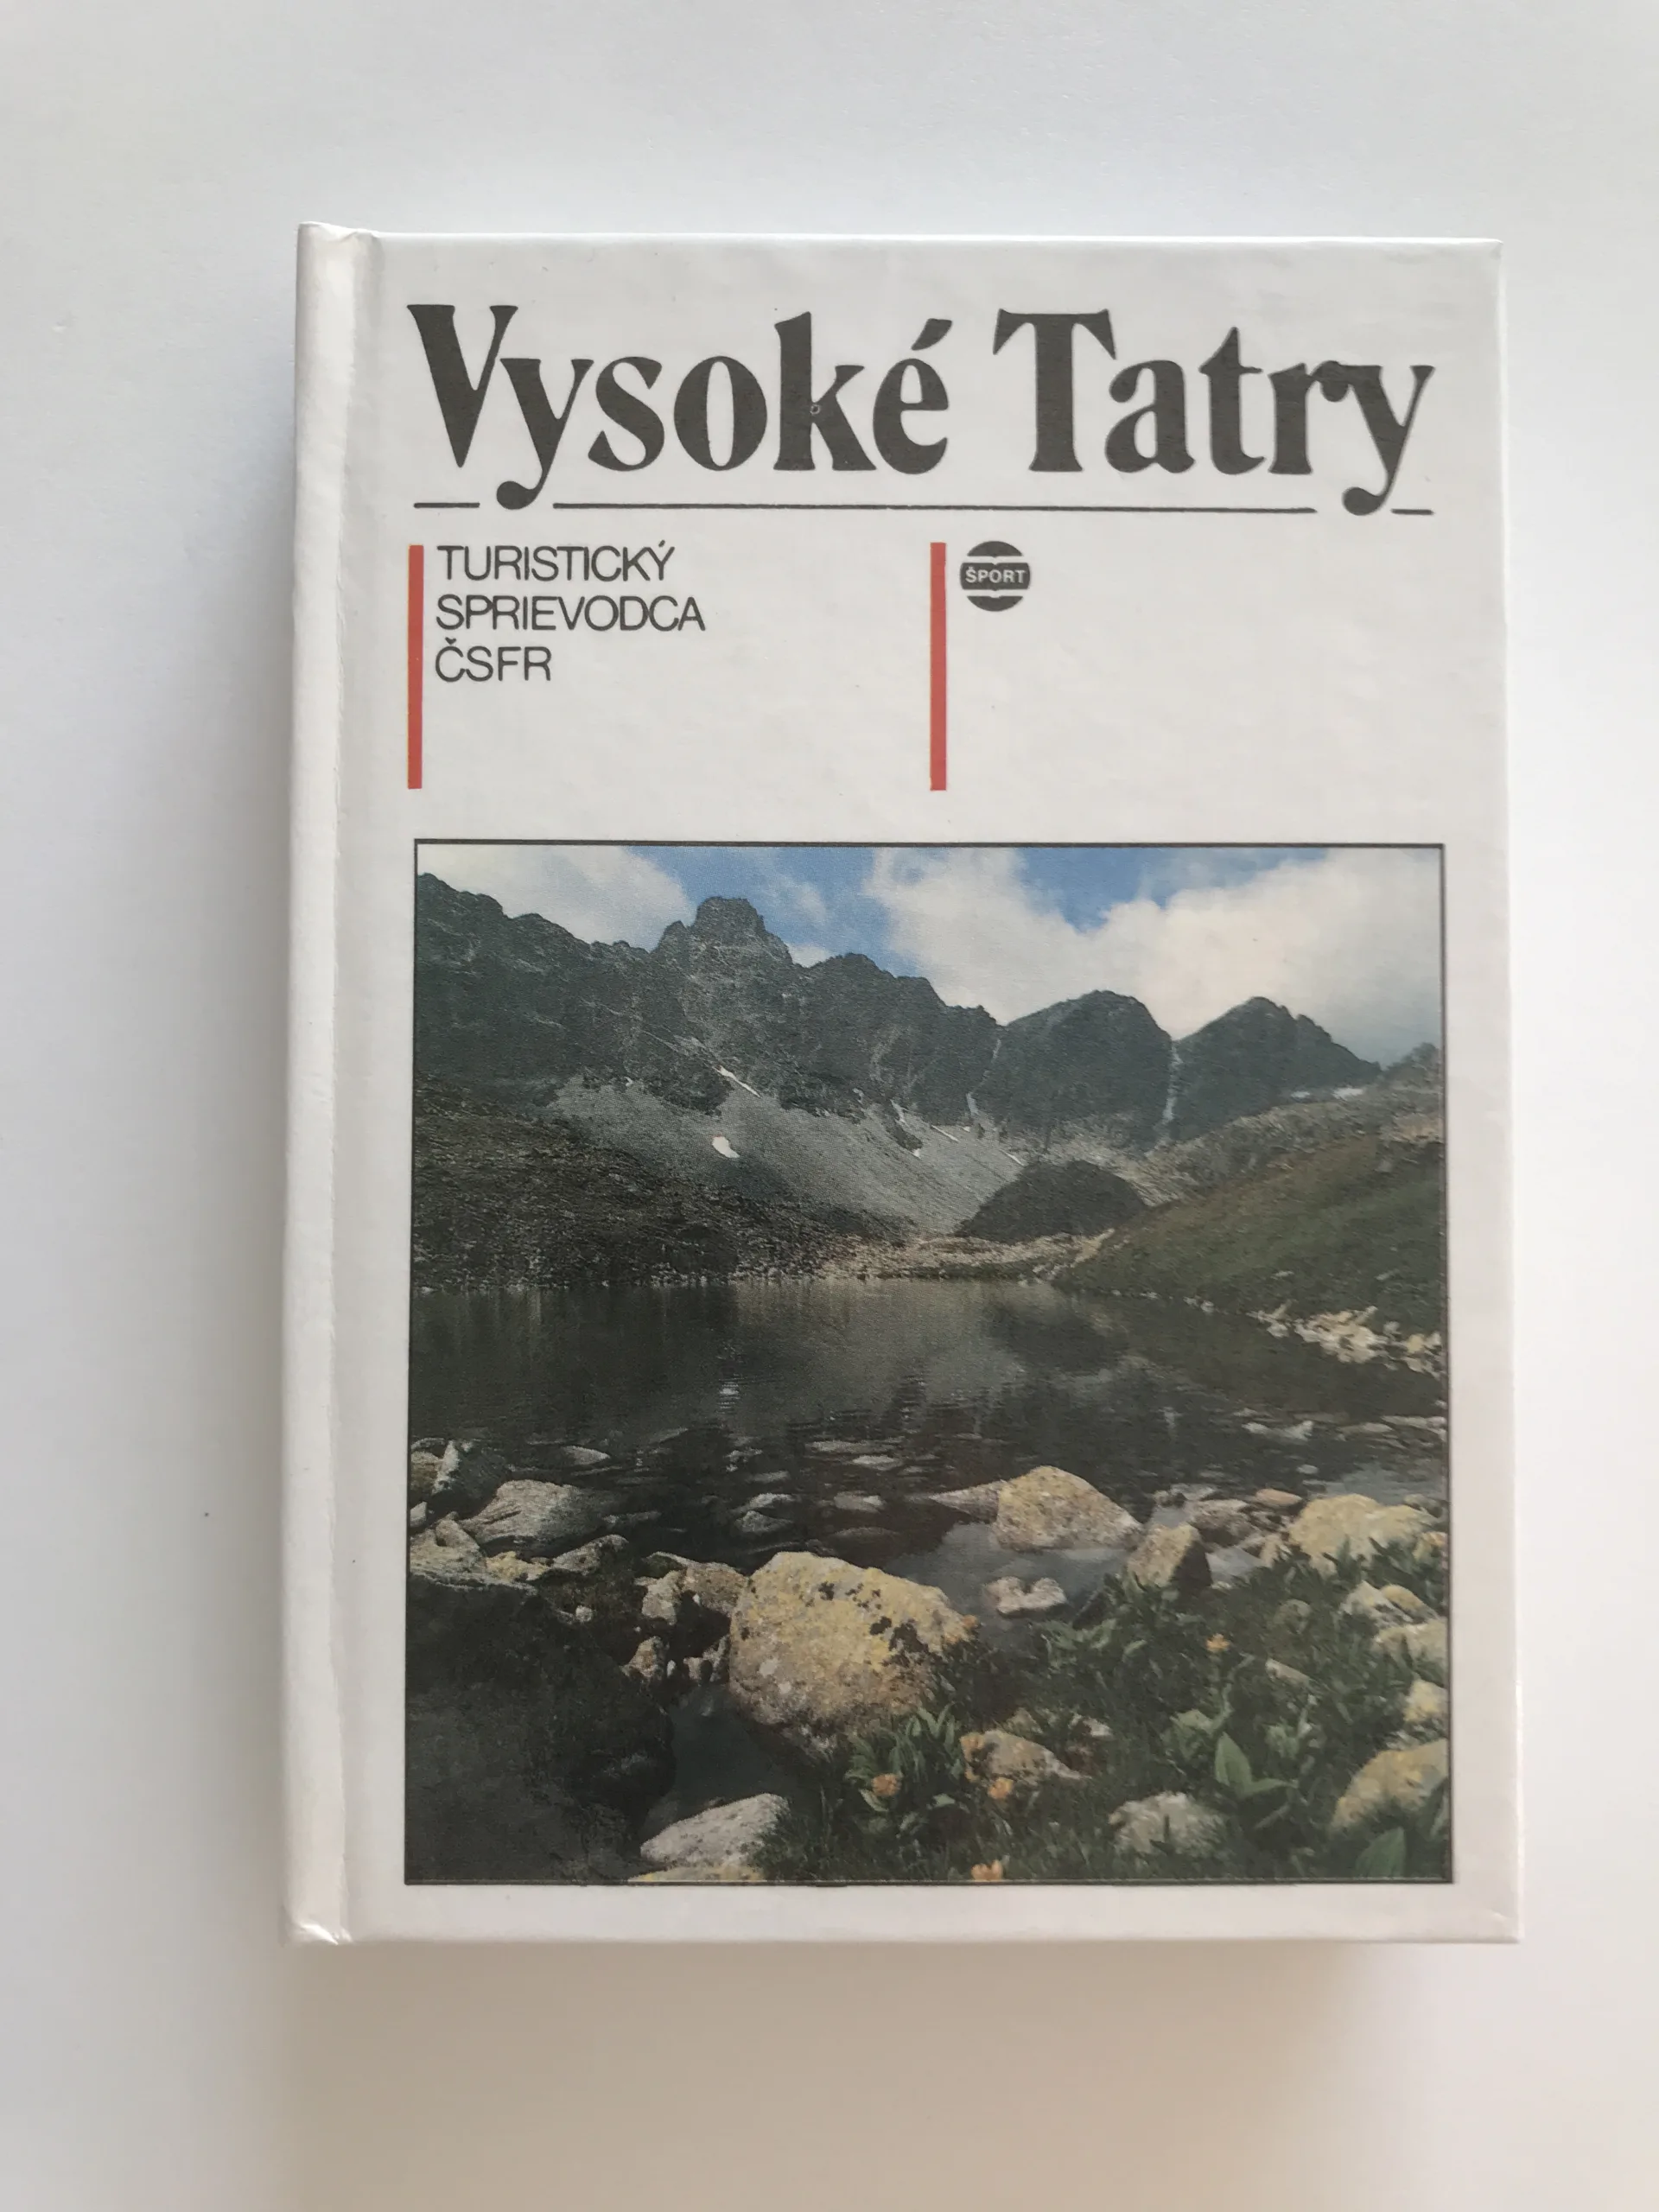 Vysoké Tatry
TURISTICKÝ
SPRIEVODCA
ČSFR
ŠPORT